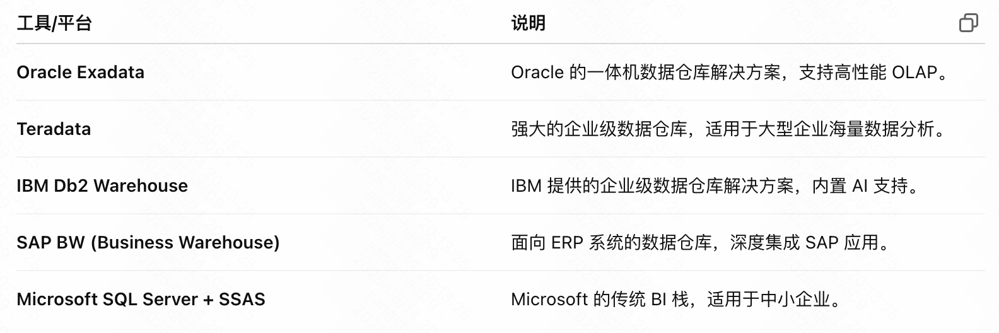 工具/平台 说明
Oracle Exadata Oracle 的一体机数据仓库解决方案，支持高性能 OLAP。
Teradata 强大的企业级数据仓库，适用于大型企业海量数据分析。
IBM Db2 Warehouse IBM 提供的企业级数据仓库解决方案，内置 AI 支持。
SAP BW (Business Warehouse) 面向 ERP 系统的数据仓库，深度集成 SAP 应用。
Microsoft SQL Server + SSAS Microsoft 的传统 BI 栈，适用于中小企业。